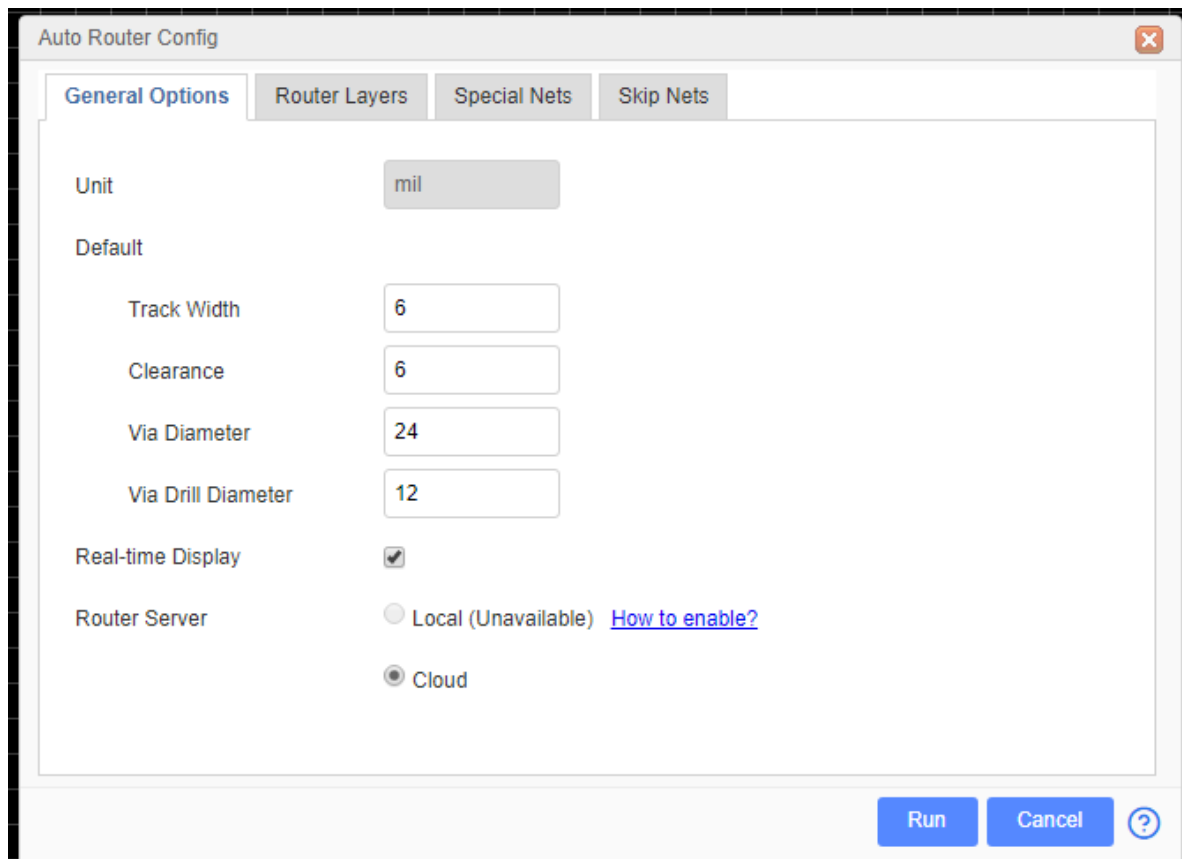 Auto Router Config
General Options Router Layers Special Nets Skip Nets
Unit mil
Default
Track Width 6
Clearance 6
Via Diameter 24
Via Drill Diameter 12
Real-time Display
Router Server Local (Unavailable) How to enable?
Cloud
Run Cancel ?